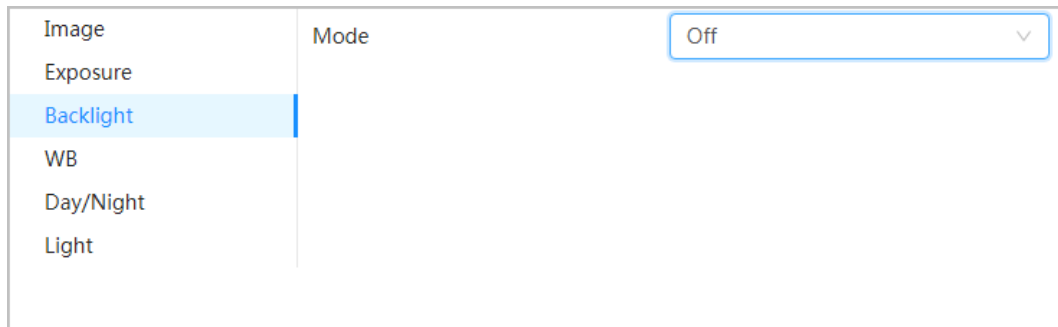 Image
Exposure
Backlight
WB
Day/Night
Light
Mode
Off